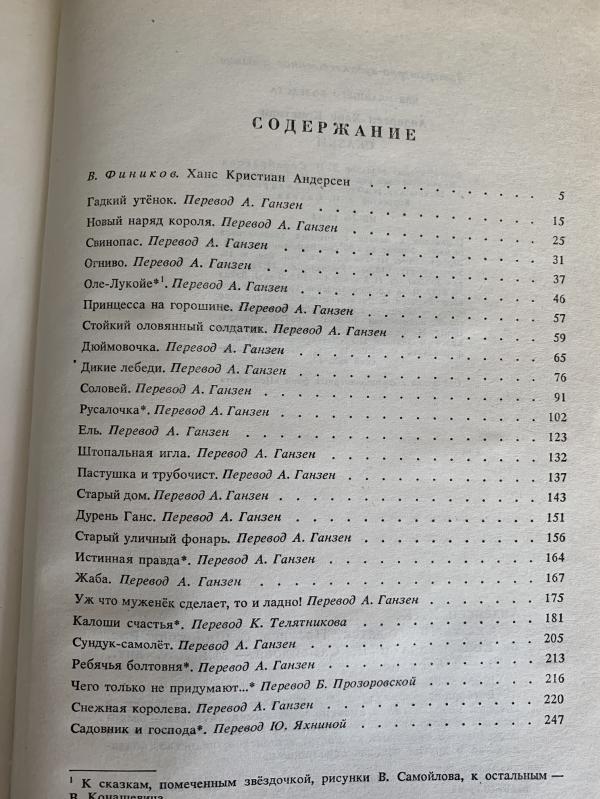 СОДЕРЖАНИЕ
В. Фиников. Ханс Кристиан Андерсен . . . . . . . . . 5
Гадкий утёнок. Перевод А. Ганзен . . . . . . . . . 15
Новый наряд короля. Перевод А. Ганзен . . . . . . . . . 25
Свинопас. Перевод А. Ганзен . . . . . . . . . 31
Огниво. Перевод А. Ганзен . . . . . . . . . 37
Оле-Лукойе*¹. Перевод А. Ганзен . . . . . . . . . 46
Принцесса на горошине. Перевод А. Ганзен . . . . . . . . . 57
Стойкий оловянный солдатик. Перевод А. Ганзен . . . . . . . . . 59
Дюймовочка. Перевод А. Ганзен . . . . . . . . . 65
Дикие лебеди. Перевод А. Ганзен . . . . . . . . . 76
Соловей. Перевод А. Ганзен . . . . . . . . . 91
Русалочка*. Перевод А. Ганзен . . . . . . . . . 102
Ель. Перевод А. Ганзен . . . . . . . . . 123
Штопальная игла. Перевод А. Ганзен . . . . . . . . . 132
Пастушка и трубочист. Перевод А. Ганзен . . . . . . . . . 137
Старый дом. Перевод А. Ганзен . . . . . . . . . 143
Дурень Ганс. Перевод А. Ганзен . . . . . . . . . 151
Старый уличный фонарь. Перевод А. Ганзен . . . . . . . . . 156
Истинная правда*. Перевод А. Ганзен . . . . . . . . . 164
Жаба. Перевод А. Ганзен . . . . . . . . . 167
Уж что муженёк сделает, то и ладно! Перевод А. Ганзен . . . . . . . . . 175
Калоши счастья*. Перевод К. Телятникова . . . . . . . . . 181
Сундук-самолёт. Перевод А. Ганзен . . . . . . . . . 205
Ребячья болтовня*. Перевод А. Ганзен . . . . . . . . . 213
Чего только не придумают...* Перевод Б. Прозоровской . . . . . . . . . 216
Снежная королева. Перевод А. Ганзен . . . . . . . . . 220
Садовник и господа*. Перевод Ю. Яхниной . . . . . . . . . 247
¹ К сказкам, помеченным звёздочкой, рисунки В. Самойлова, к остальным —
В. Конашевича.